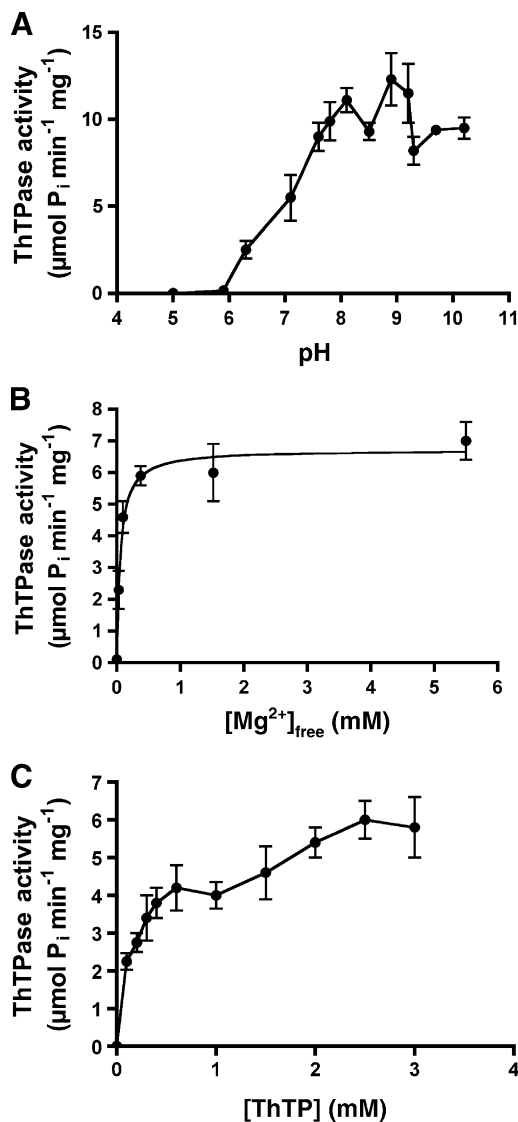 A
ThTPase activity
(µmol Pi min⁻¹ mg⁻¹)
15
10
5
0
4 5 6 7 8 9 10 11
pH
B
ThTPase activity
(µmol Pi min⁻¹ mg⁻¹)
8
7
6
5
4
3
2
1
0
0 1 2 3 4 5 6
[Mg²⁺]free (mM)
C
ThTPase activity
(µmol Pi min⁻¹ mg⁻¹)
7
6
5
4
3
2
1
0
0 1 2 3 4
[ThTP] (mM)